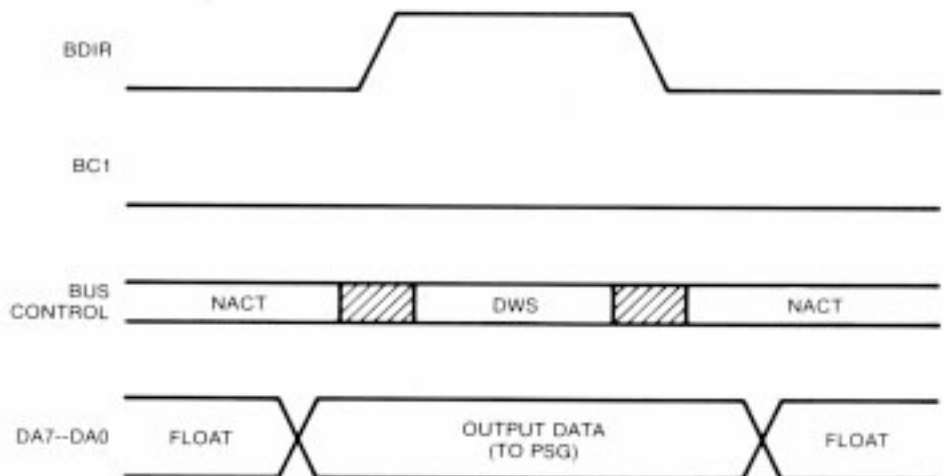 BDIR
BC1
BUS
CONTROL
NACT
DWS
NACT
DA7--DA0
FLOAT
OUTPUT DATA
(TO PSG)
FLOAT